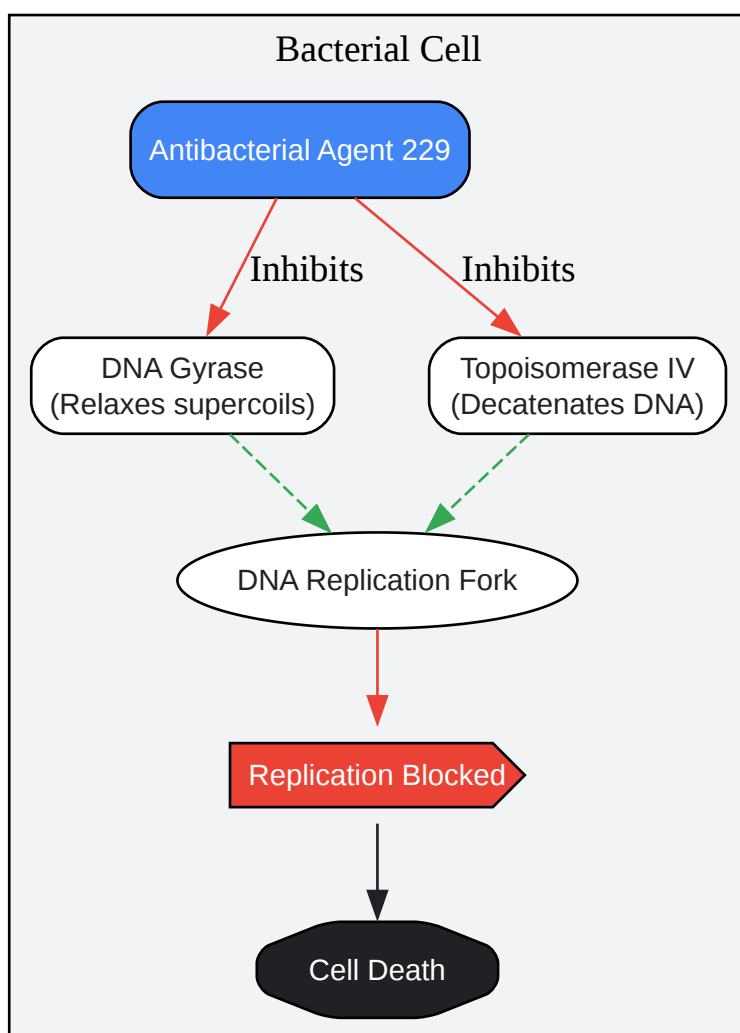 Bacterial Cell
Antibacterial Agent 229
Inhibits
Inhibits
DNA Gyrase
(Relaxes supercoils)
Topoisomerase IV
(Decatenates DNA)
DNA Replication Fork
Replication Blocked
Cell Death